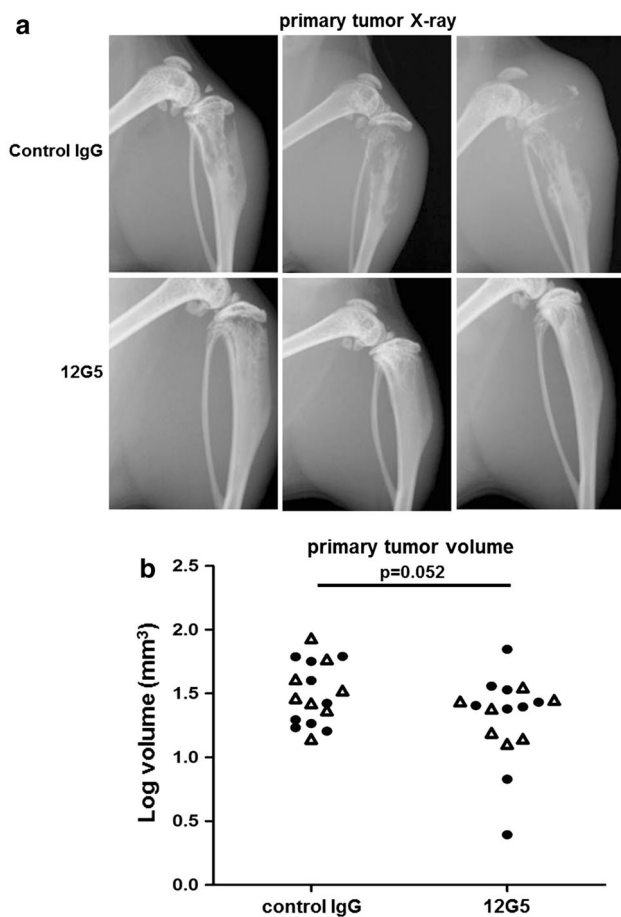 a
primary tumor X-ray
Control IgG
12G5
b
primary tumor volume
p=0.052
Log volume (mm³)
2.5
2.0
1.5
1.0
0.5
0.0
control IgG
12G5